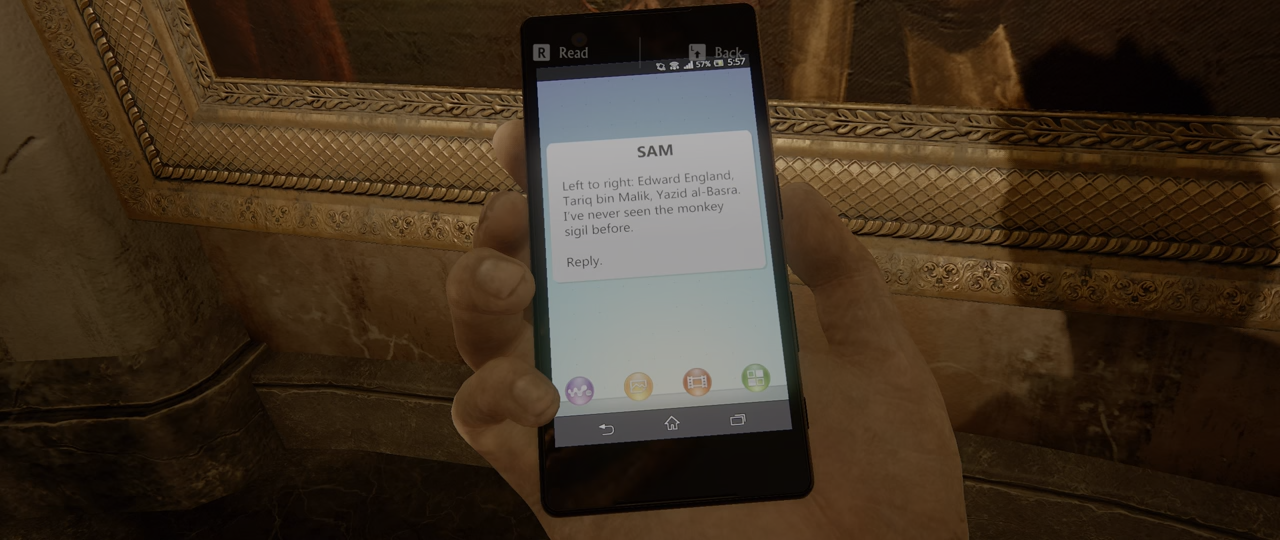 R Read
L Back
57% 5:57
SAM
Left to right: Edward England,
Tariq bin Malik, Yazid al-Basra.
I've never seen the monkey
sigil before.
Reply.